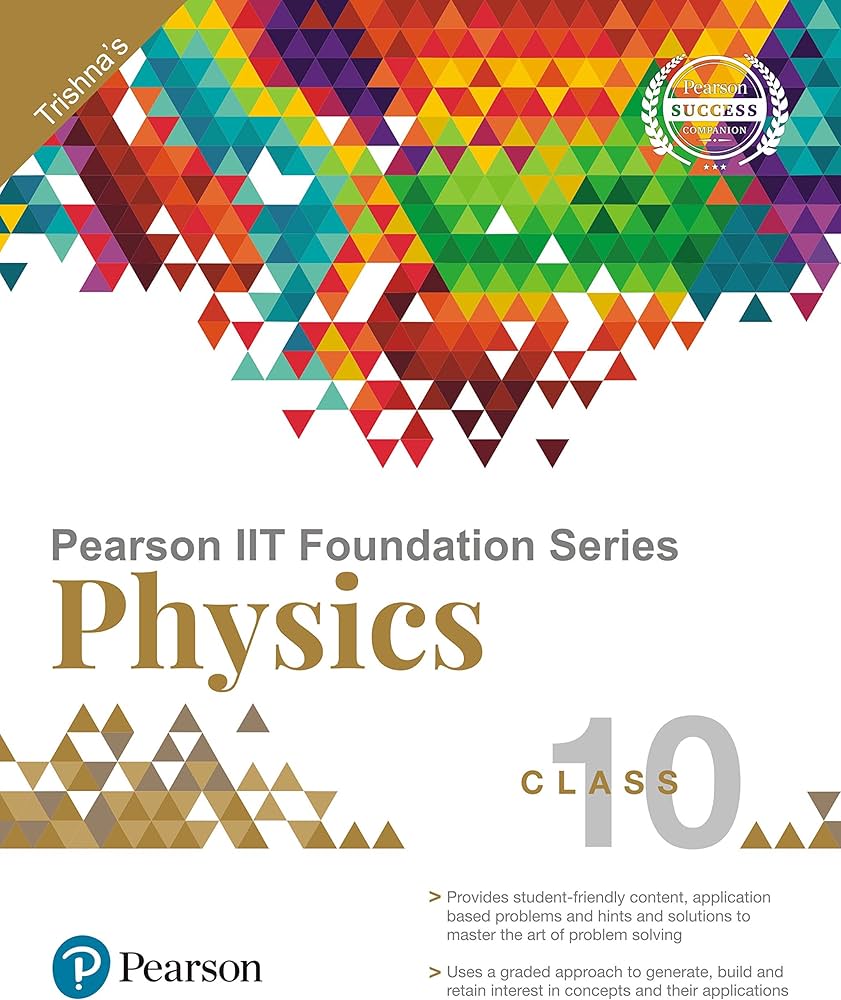 Trishna's
Pearson
SUCCESS
COMPANION
Pearson IIT Foundation Series
Physics
CLASS 10
> Provides student-friendly content, application
based problems and hints and solutions to
master the art of problem solving
> Uses a graded approach to generate, build and
retain interest in concepts and their applications
Pearson